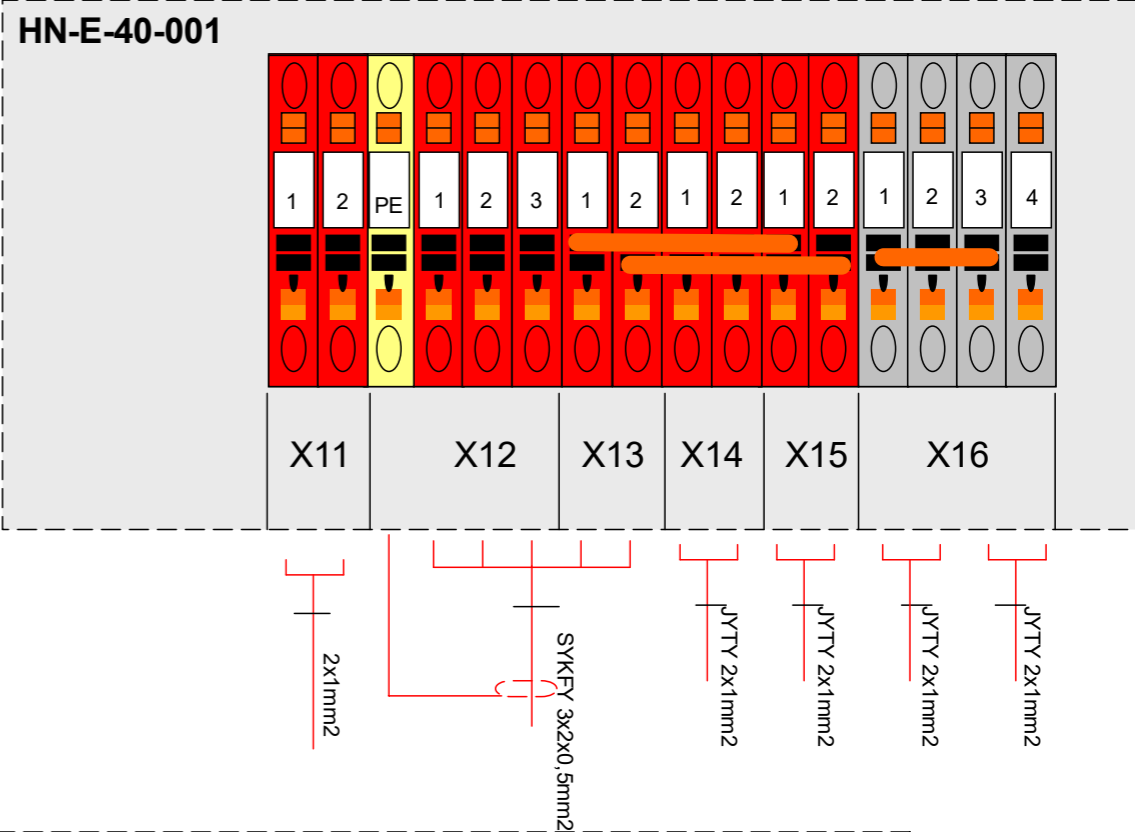 HN-E-40-001
1 2 PE 1 2 3 1 2 1 2 1 2 1 2 3 4
X11 X12 X13 X14 X15 X16
2x1mm2
SYKFY 3x2x0,5mm2
JYTY 2x1mm2
JYTY 2x1mm2
JYTY 2x1mm2
JYTY 2x1mm2